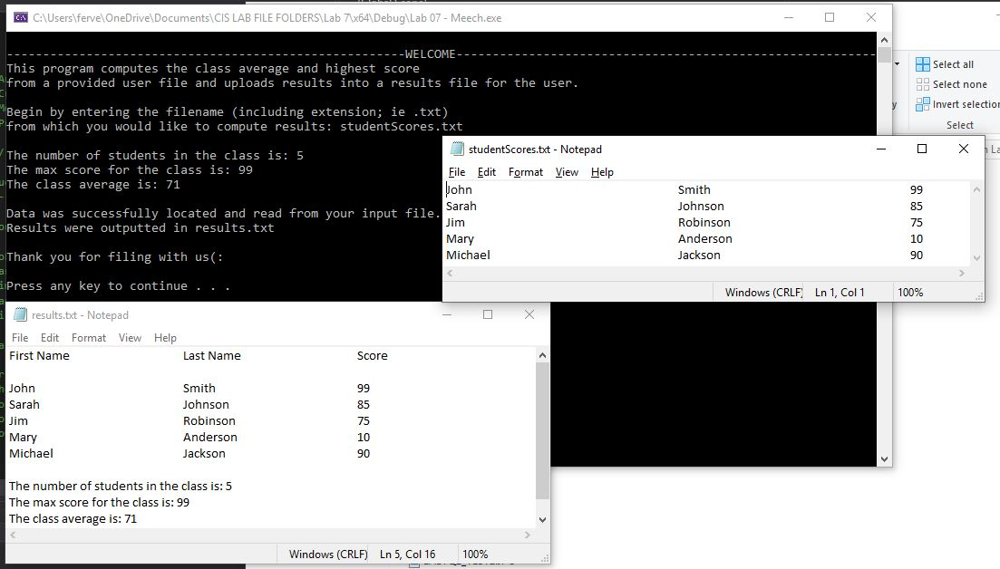 C:\Users\ferve\OneDrive\Documents\CIS LAB FILE FOLDERS\Lab 7\x64\Debug\Lab 07 - Meech.exe
-------------------------------------------------------WELCOME----------------------------------------------------------
This program computes the class average and highest score
from a provided user file and uploads results into a results file for the user.
Begin by entering the filename (including extension; ie .txt)
from which you would like to compute results: studentScores.txt
The number of students in the class is: 5
The max score for the class is: 99
The class average is: 71
Data was successfully located and read from your input file.
Results were outputted in results.txt
Thank you for filing with us(:
Press any key to continue . . .
Select all
Select none
Invert selection
Select
studentScores.txt - Notepad
File Edit Format View Help
John Smith 99
Sarah Johnson 85
Jim Robinson 75
Mary Anderson 10
Michael Jackson 90
Windows (CRLF) Ln 1, Col 1 100%
results.txt - Notepad
File Edit Format View Help
First Name Last Name Score
John Smith 99
Sarah Johnson 85
Jim Robinson 75
Mary Anderson 10
Michael Jackson 90
The number of students in the class is: 5
The max score for the class is: 99
The class average is: 71
Windows (CRLF) Ln 5, Col 16 100%